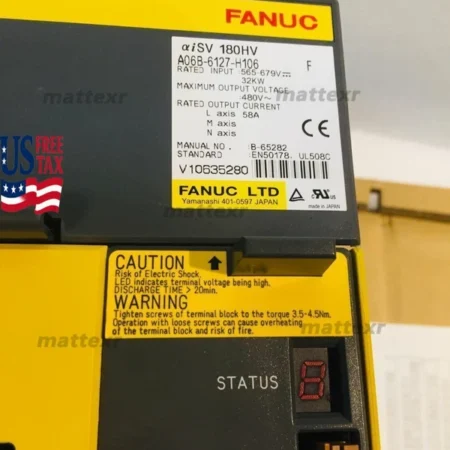 FANUC
αiSV 180HV
A06B-6127-H106 F
RATED INPUT :565-679V⎓
32KW
MAXIMUM OUTPUT VOLTAGE
:480V~
RATED OUTPUT CURRENT
L axis 58A
M axis
N axis
MANUAL NO. :B-65282
STANDARD :EN50178, UL508C
V10635280
CE
FANUC LTD
Yamanashi 401-0597 JAPAN
made in JAPAN
mattexr
mattexr
US FREE
TAX
mattexr
mattexr
CAUTION
Risk of Electric Shock.
LED indicates terminal voltage being high.
DISCHARGE TIME > 20min.
WARNING
Tighten screws of terminal block to the torque 3.5-4.5Nm.
Operation with loose screws can cause overheating
of the terminal block and risk of fire.
mattexr
mattexr
STATUS
8
mattexr
mattexr